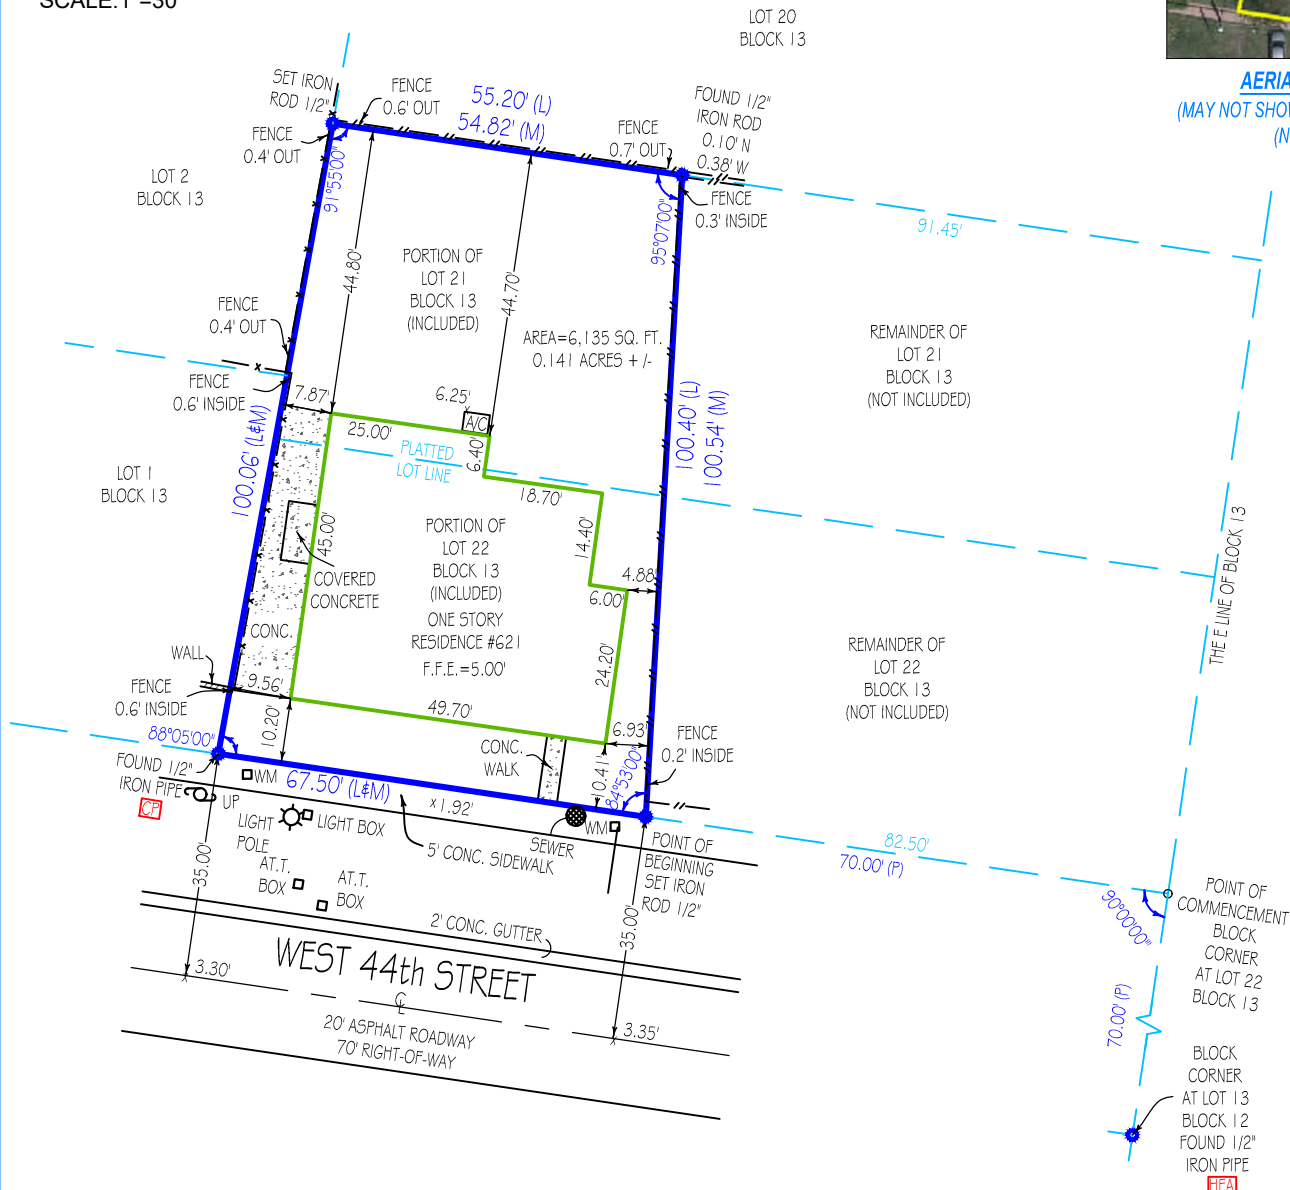 SCALE:1"=30'
LOT 20
BLOCK 13
AERIA
(MAY NOT SHOW
(N
SET IRON
ROD 1/2"
FENCE
0.6' OUT
55.20' (L)
54.82' (M)
FOUND 1/2"
IRON ROD
0.10' N
0.38' W
FENCE
0.4' OUT
FENCE
0.7' OUT
LOT 2
BLOCK 13
91°55'00"
95°07'00"
FENCE
0.3' INSIDE
91.45'
44.80'
44.70'
PORTION OF
LOT 21
BLOCK 13
(INCLUDED)
FENCE
0.4' OUT
AREA=6,135 SQ. FT.
0.141 ACRES +/-
REMAINDER OF
LOT 21
BLOCK 13
(NOT INCLUDED)
FENCE
0.6' INSIDE
7.87'
6.25'
A/C
25.00'
6.40'
PLATTED
LOT LINE
100.40' (L)
100.54' (M)
100.06' (L&M)
LOT 1
BLOCK 13
18.70'
45.00'
14.40'
PORTION OF
LOT 22
BLOCK 13
(INCLUDED)
ONE STORY
RESIDENCE #621
F.F.E.=5.00'
COVERED
CONCRETE
4.88'
6.00'
THE E LINE OF BLOCK 13
CONC.
WALL
24.20'
REMAINDER OF
LOT 22
BLOCK 13
(NOT INCLUDED)
FENCE
0.6' INSIDE
9.56'
49.70'
10.20'
6.93'
FENCE
0.2' INSIDE
88°05'00"
CONC.
WALK
10.41'
84°53'00"
FOUND 1/2"
IRON PIPE
WM
67.50' (L&M)
x 1.92'
CP
UP
LIGHT
POLE
LIGHT BOX
SEWER
WM
5' CONC. SIDEWALK
POINT OF
BEGINNING
SET IRON
ROD 1/2"
82.50'
70.00' (P)
35.00'
AT.T.
BOX
AT.T.
BOX
90°00'00"
POINT OF
COMMENCEMENT
BLOCK
CORNER
AT LOT 22
BLOCK 13
2' CONC. GUTTER
35.00'
WEST 44th STREET
3.30'
CL
3.35'
20' ASPHALT ROADWAY
70' RIGHT-OF-WAY
70.00' (P)
BLOCK
CORNER
AT LOT 13
BLOCK 12
FOUND 1/2"
IRON PIPE
HFA